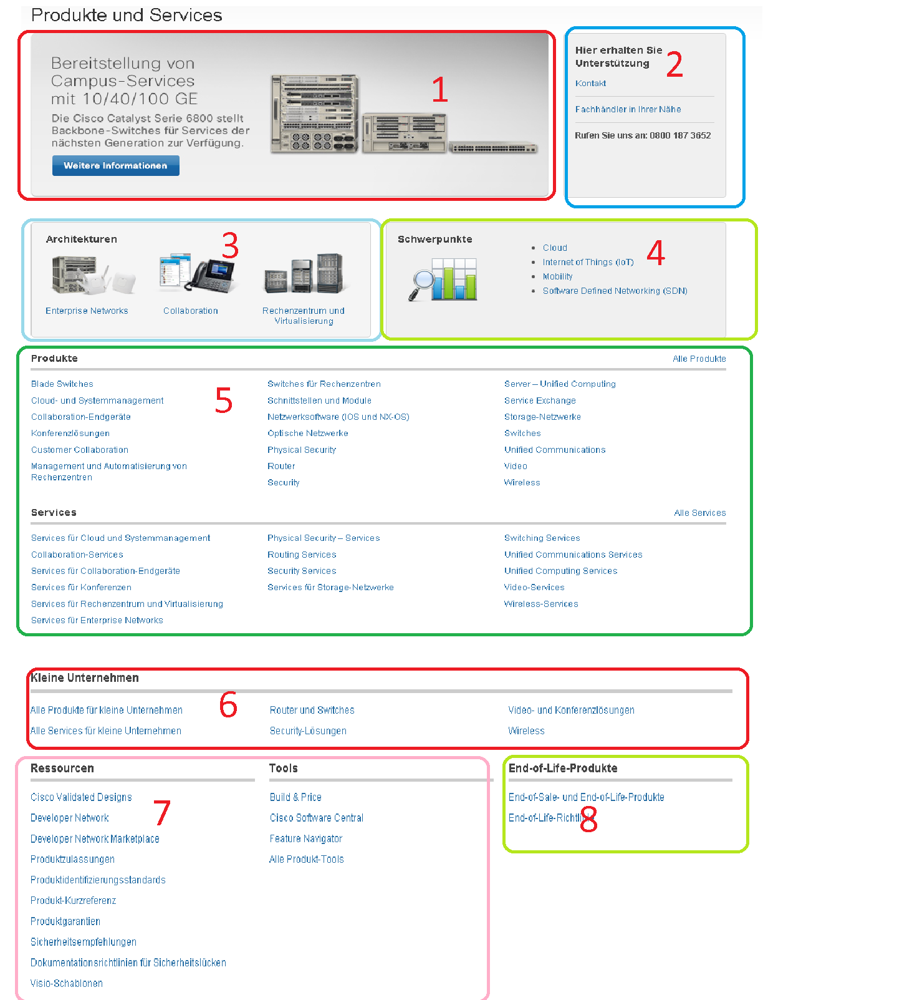 Produkte und Services
Bereitstellung von
Campus-Services
mit 10/40/100 GE
Die Cisco Catalyst Serie 6800 stellt
Backbone-Switches für Services der
nächsten Generation zur Verfügung.
Weitere Informationen
1
Hier erhalten Sie
Unterstützung
2
Kontakt
Fachhändler in Ihrer Nähe
Rufen Sie uns an: 0800 187 3652
Architekturen
3
Enterprise Networks
Collaboration
Rechenzentrum und
Virtualisierung
Schwerpunkte
4
Cloud
Internet of Things (IoT)
Mobility
Software Defined Networking (SDN)
Produkte
Alle Produkte
5
Blade Switches
Cloud- und Systemmanagement
Collaboration-Endgeräte
Konferenzlösungen
Customer Collaboration
Management und Automatisierung von
Rechenzentren
Switches für Rechenzentren
Schnittstellen und Module
Netzwerksoftware (IOS und NX-OS)
Optische Netzwerke
Physical Security
Router
Security
Server – Unified Computing
Service Exchange
Storage-Netzwerke
Switches
Unified Communications
Video
Wireless
Services
Alle Services
Services für Cloud und Systemmanagement
Collaboration-Services
Services für Collaboration-Endgeräte
Services für Konferenzen
Services für Rechenzentrum und Virtualisierung
Services für Enterprise Networks
Physical Security – Services
Routing Services
Security Services
Services für Storage-Netzwerke
Switching Services
Unified Communications Services
Unified Computing Services
Video-Services
Wireless-Services
Kleine Unternehmen
6
Alle Produkte für kleine Unternehmen
Alle Services für kleine Unternehmen
Router und Switches
Security-Lösungen
Video- und Konferenzlösungen
Wireless
Ressourcen
7
Cisco Validated Designs
Developer Network
Developer Network Marketplace
Produktzulassungen
Produktidentifizierungsstandards
Produkt-Kurzreferenz
Produktgarantien
Sicherheitsempfehlungen
Dokumentationsrichtlinien für Sicherheitslücken
Visio-Schablonen
Tools
Build & Price
Cisco Software Central
Feature Navigator
Alle Produkt-Tools
End-of-Life-Produkte
End-of-Sale- und End-of-Life-Produkte
8